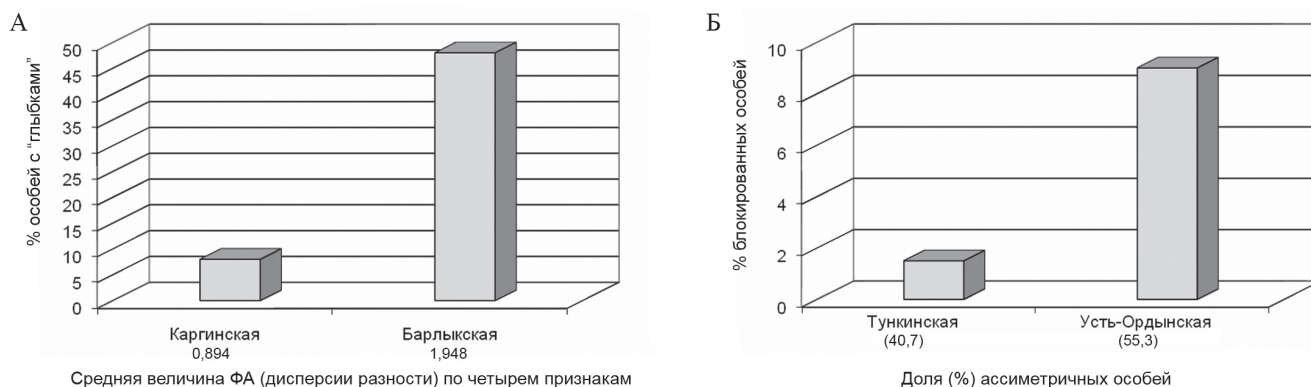 А
% особей с “глыбками”
50
45
40
35
30
25
20
15
10
5
0
Каргинская
0,894
Барлыкская
1,948
Средняя величина ФА (дисперсии разности) по четырем признакам
Б
% блокированных особей
10
8
6
4
2
0
Тункинская
(40,7)
Усть-Ордынская
(55,3)
Доля (%) ассиметричных особей